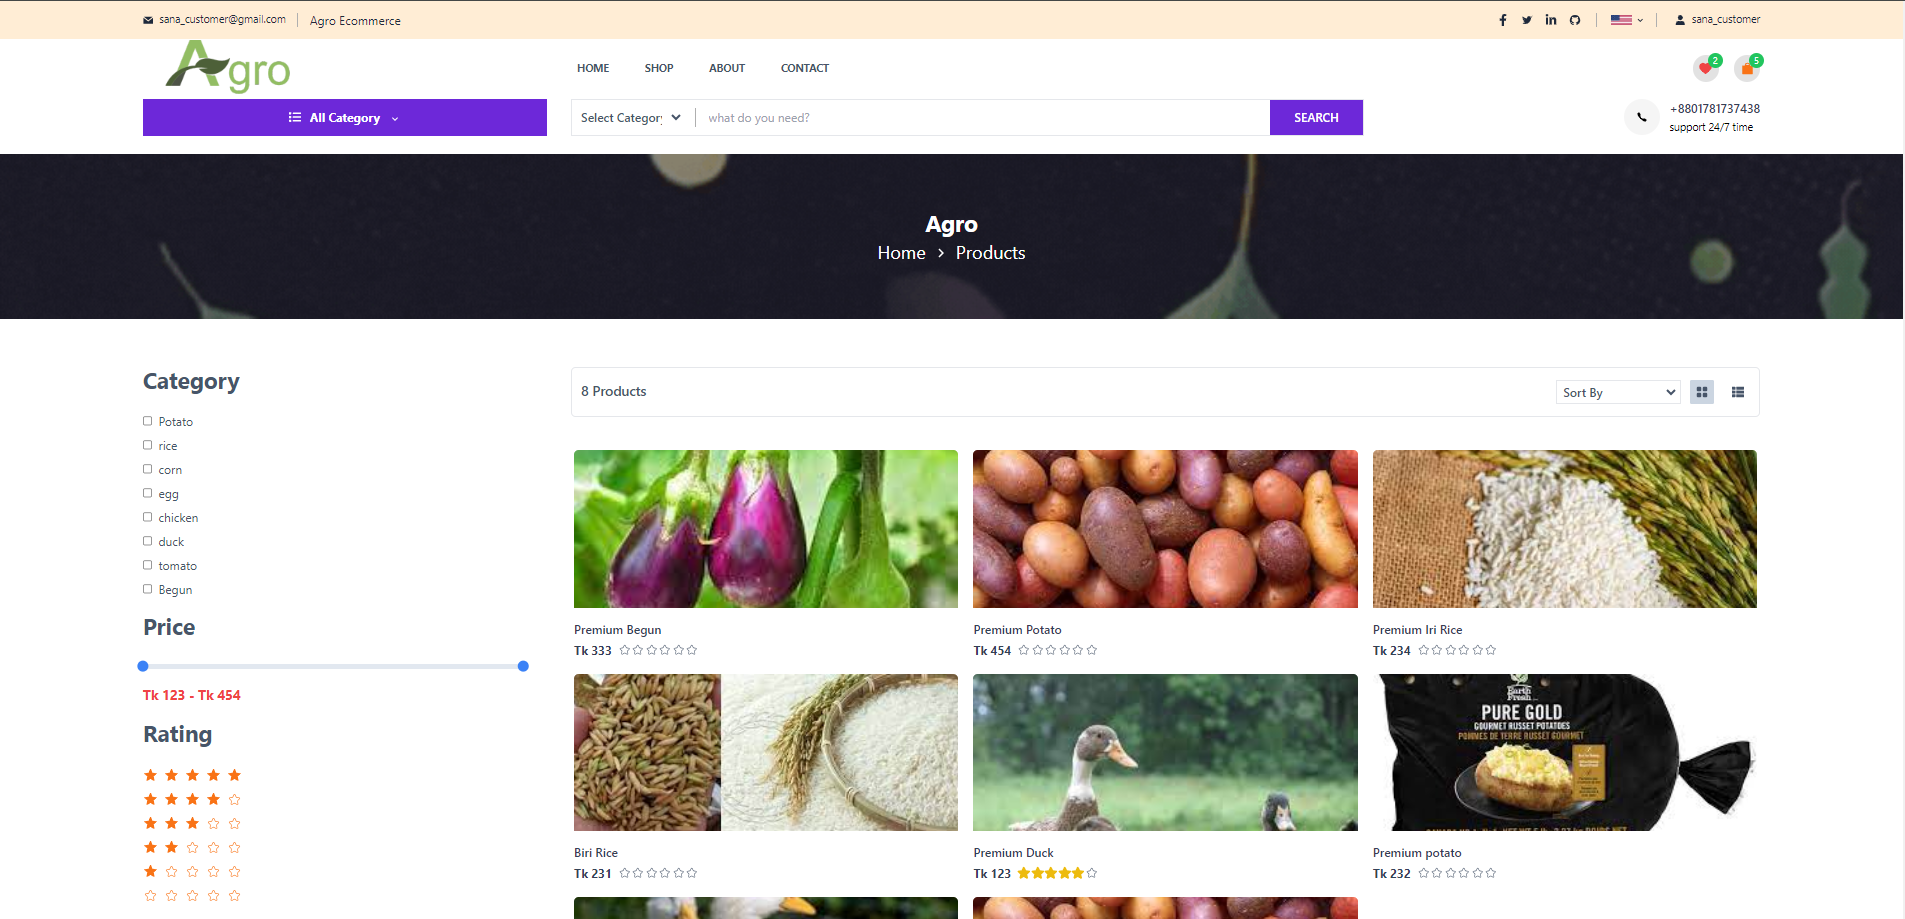 sana_customer@gmail.com
Agro Ecommerce
sana_customer
Agro
HOME
SHOP
ABOUT
CONTACT
2
5
All Category
Select Category
what do you need?
SEARCH
+8801781737438
support 24/7 time
Agro
Home > Products
Category
Potato
rice
corn
egg
chicken
duck
tomato
Begun
Price
Tk 123 - Tk 454
Rating
8 Products
Sort By
Premium Begun
Tk 333
Premium Potato
Tk 454
Premium Iri Rice
Tk 234
Biri Rice
Tk 231
Premium Duck
Tk 123
Earth
Fresh
PURE GOLD
GOURMET RUSSET POTATOES
POMMES DE TERRE RUSSET GOURMET
Premium potato
Tk 232